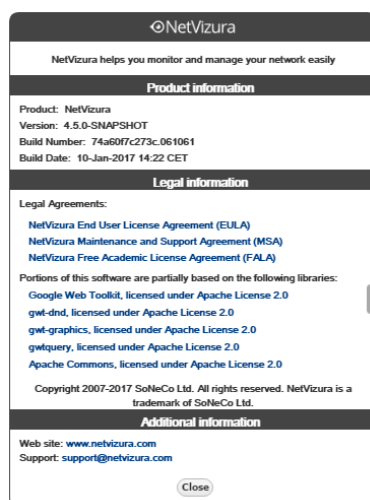 NetVizura
NetVizura helps you monitor and manage your network easily
Product information
Product: NetVizura
Version: 4.5.0-SNAPSHOT
Build Number: 74a60f7c273c.061061
Build Date: 10-Jan-2017 14:22 CET
Legal information
Legal Agreements:
NetVizura End User License Agreement (EULA)
NetVizura Maintenance and Support Agreement (MSA)
NetVizura Free Academic License Agreement (FALA)
Portions of this software are partially based on the following libraries:
Google Web Toolkit, licensed under Apache License 2.0
gwt-dnd, licensed under Apache License 2.0
gwt-graphics, licensed under Apache License 2.0
gwtquery, licensed under Apache License 2.0
Apache Commons, licensed under Apache License 2.0
Copyright 2007-2017 SoNeCo Ltd. All rights reserved. NetVizura is a
trademark of SoNeCo Ltd.
Additional information
Web site: www.netvizura.com
Support: support@netvizura.com
Close